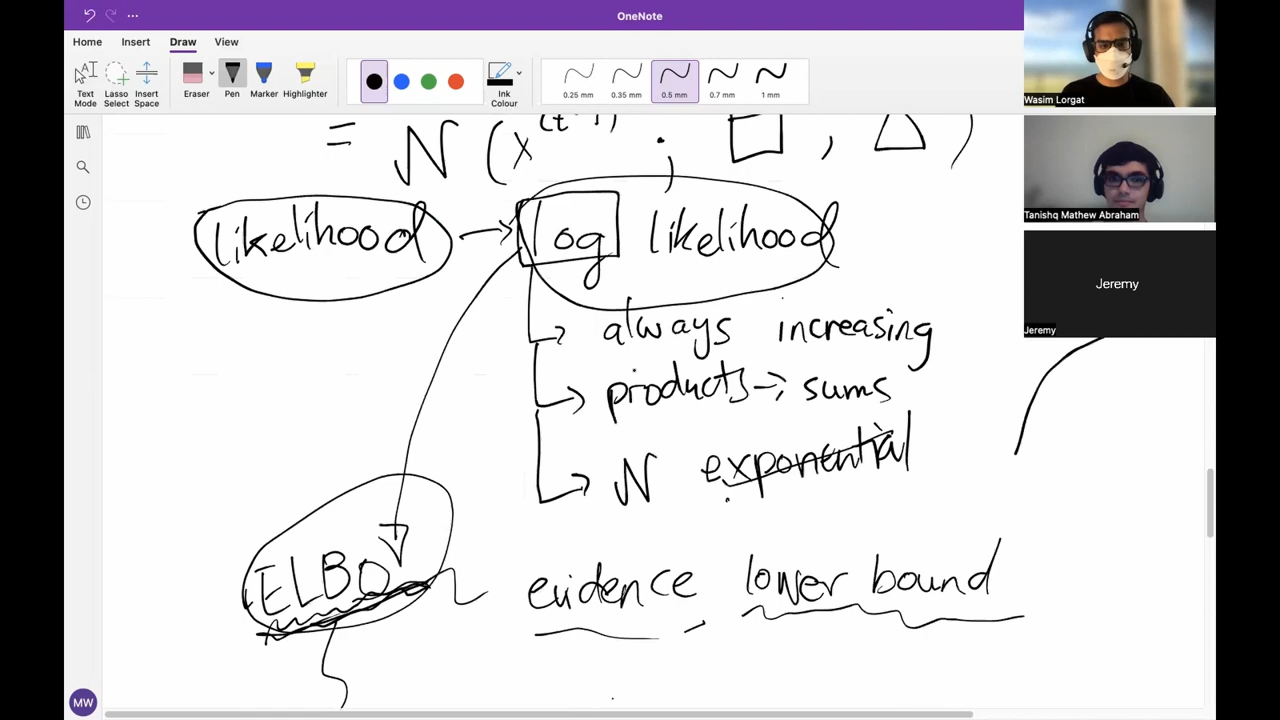 OneNote
Home Insert Draw View
Text Mode
Lasso Select
Insert Space
Eraser
Pen
Marker
Highlighter
Ink Colour
0.25 mm
0.35 mm
0.5 mm
0.7 mm
1 mm
Wasim Lorgat
Tanishq Mathew Abraham
Jeremy
Jeremy
= N (x^(t-1) ; □ , △ )
likelihood → log likelihood
→ always increasing
→ products → sums
→ N exponential
ELBO evidence lower bound
MW